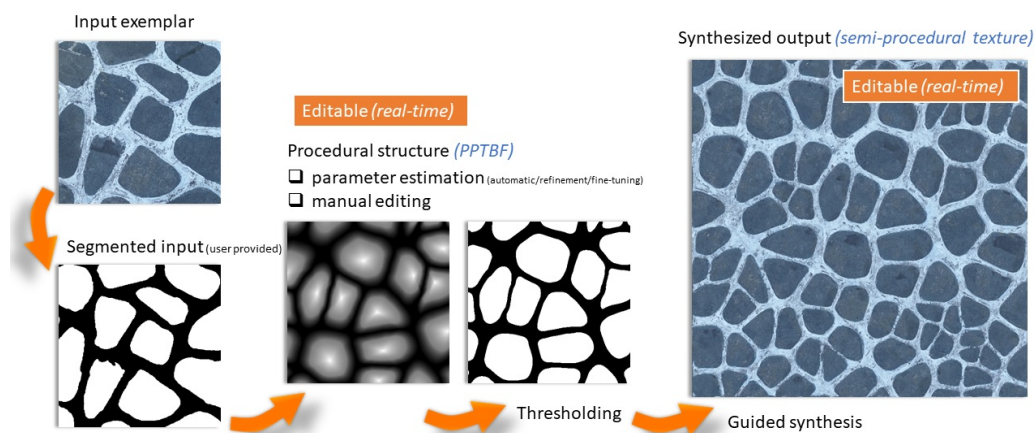 Input exemplar
Segmented input (user provided)
Editable (real-time)
Procedural structure (PPTBF)
❑ parameter estimation (automatic/refinement/fine-tuning)
❑ manual editing
Thresholding
Synthesized output (semi-procedural texture)
Editable (real-time)
Guided synthesis